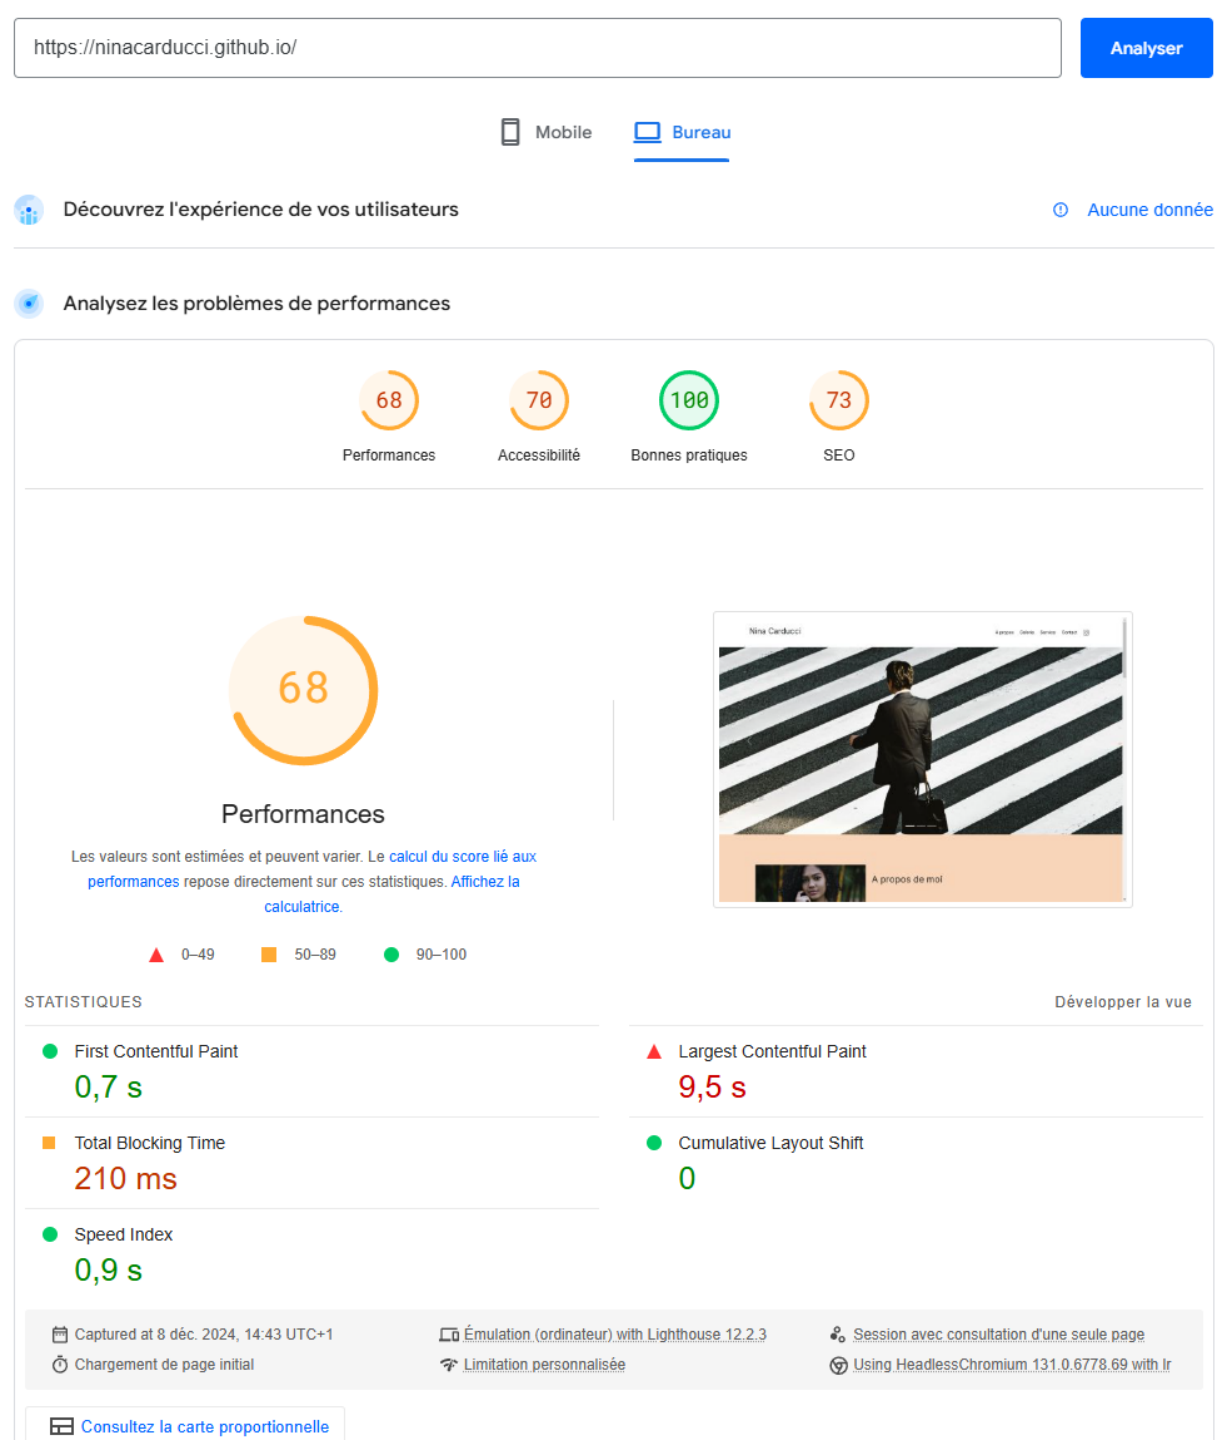 https://ninacarducci.github.io/
Analyser
Mobile
Bureau
Découvrez l'expérience de vos utilisateurs
Aucune donnée
Analysez les problèmes de performances
68
70
100
73
Performances
Accessibilité
Bonnes pratiques
SEO
68
Performances
Les valeurs sont estimées et peuvent varier. Le calcul du score lié aux
performances repose directement sur ces statistiques. Affichez la
calculatrice.
0–49
50–89
90–100
Nina Carducci
A propos
Galerie
Service
Contact
A propos de moi
STATISTIQUES
Développer la vue
First Contentful Paint
0,7 s
Largest Contentful Paint
9,5 s
Total Blocking Time
210 ms
Cumulative Layout Shift
0
Speed Index
0,9 s
Captured at 8 déc. 2024, 14:43 UTC+1
Émulation (ordinateur) with Lighthouse 12.2.3
Session avec consultation d'une seule page
Chargement de page initial
Limitation personnalisée
Using HeadlessChromium 131.0.6778.69 with lr
Consultez la carte proportionnelle